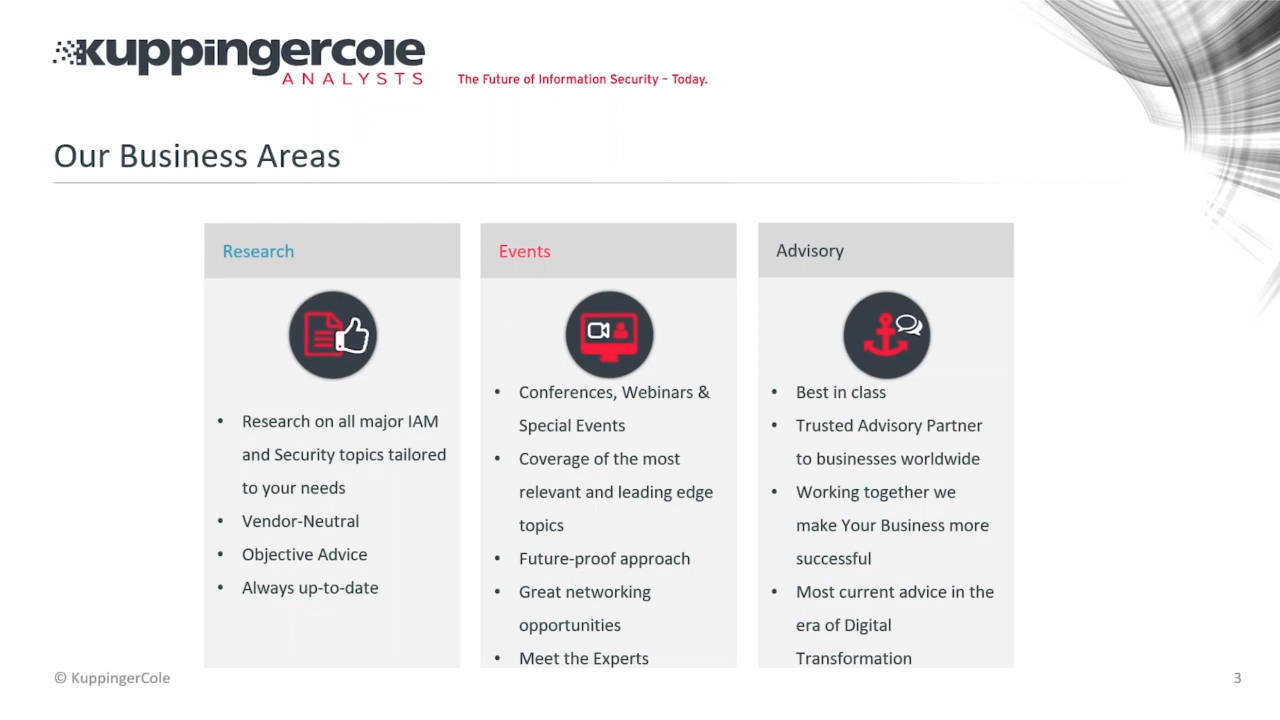 kuppingercole
ANALYSTS
The Future of Information Security – Today.
Our Business Areas
Research
• Research on all major IAM
and Security topics tailored
to your needs
• Vendor-Neutral
• Objective Advice
• Always up-to-date
Events
• Conferences, Webinars &
Special Events
• Coverage of the most
relevant and leading edge
topics
• Future-proof approach
• Great networking
opportunities
• Meet the Experts
Advisory
• Best in class
• Trusted Advisory Partner
to businesses worldwide
• Working together we
make Your Business more
successful
• Most current advice in the
era of Digital
Transformation
© KuppingerCole
3